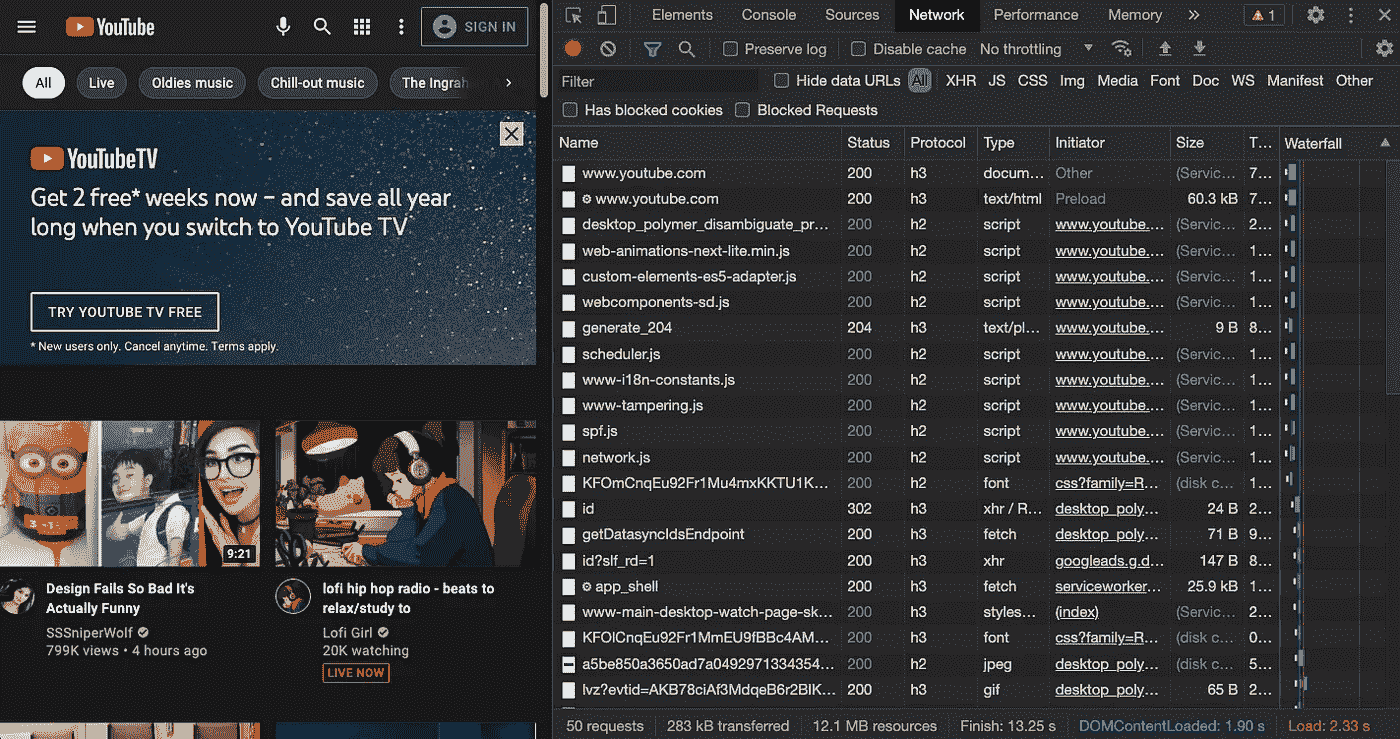 YouTube
SIGN IN
All
Live
Oldies music
Chill-out music
The Ingrah
YouTubeTV
Get 2 free* weeks now – and save all year
long when you switch to YouTube TV.
TRY YOUTUBE TV FREE
* New users only. Cancel anytime. Terms apply.
9:21
Design Fails So Bad It's
Actually Funny
SSSniperWolf
799K views • 4 hours ago
lofi hip hop radio - beats to
relax/study to
Lofi Girl
20K watching
LIVE NOW
Elements Console Sources Network Performance Memory 1
Preserve log Disable cache No throttling
Filter Hide data URLs All XHR JS CSS Img Media Font Doc WS Manifest Other
Has blocked cookies Blocked Requests
Name Status Protocol Type Initiator Size T... Waterfall
www.youtube.com 200 h3 docum... Other (Servic... 7...
www.youtube.com 200 h3 text/html Preload 60.3 kB 7...
desktop_polymer_disambiguate_pr... 200 h2 script www.youtube.... (Servic... 2...
web-animations-next-lite.min.js 200 h2 script www.youtube.... (Servic... 1...
custom-elements-es5-adapter.js 200 h2 script www.youtube.... (Servic... 1...
webcomponents-sd.js 200 h2 script www.youtube.... (Servic... 1...
generate_204 204 h3 text/pl... www.youtube.... 9 B 8...
scheduler.js 200 h2 script www.youtube.... (Servic... 1...
www-i18n-constants.js 200 h2 script www.youtube.... (Servic... 1...
www-tampering.js 200 h2 script www.youtube.... (Servic... 1...
spf.js 200 h2 script www.youtube.... (Servic... 1...
network.js 200 h2 script www.youtube.... (Servic... 1...
KFOmCnqEu92Fr1Mu4mxKKTU1K... 200 h2 font css?family=R... (disk c... 1...
id 302 h3 xhr / R... desktop_poly... 24 B 2...
getDatasyncIdsEndpoint 200 h3 fetch desktop_poly... 71 B 9...
id?slf_rd=1 200 h3 xhr googleads.g.d... 147 B 8...
app_shell 200 h3 fetch serviceworker... 25.9 kB 1...
www-main-desktop-watch-page-sk... 200 h3 styles... (index) (Servic... 2...
KFOlCnqEu92Fr1MmEU9fBBc4AM... 200 h3 font css?family=R... (disk c... 0...
a5be850a3650ad7a0492971334354... 200 h2 jpeg desktop_poly... (disk c... 5...
lvz?evtid=AKB78ciAf3MdqeB6r2BIK... 200 h3 gif desktop_poly... 65 B 2...
50 requests 283 kB transferred 12.1 MB resources Finish: 13.25 s DOMContentLoaded: 1.90 s Load: 2.33 s